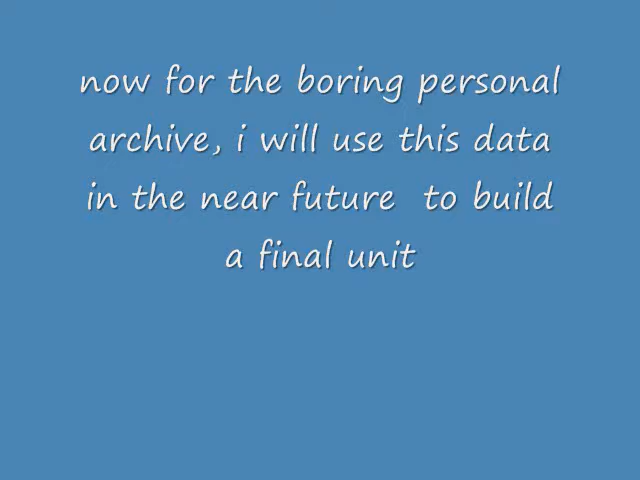 now for the boring personal
archive, i will use this data
in the near future  to build
a final unit